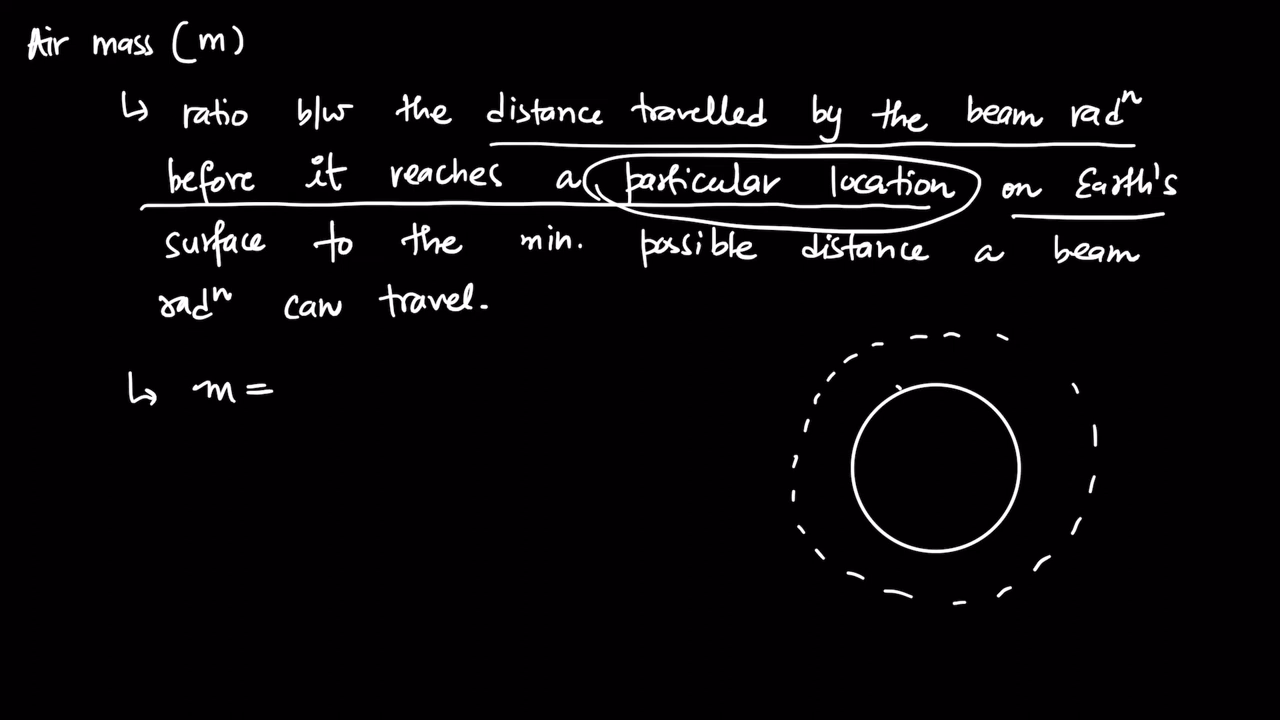 Air mass (m)
↳ ratio b/w the distance travelled by the beam radⁿ
before it reaches a particular location on Earth's
surface to the min. possible distance a beam
radⁿ can travel.
↳ m =